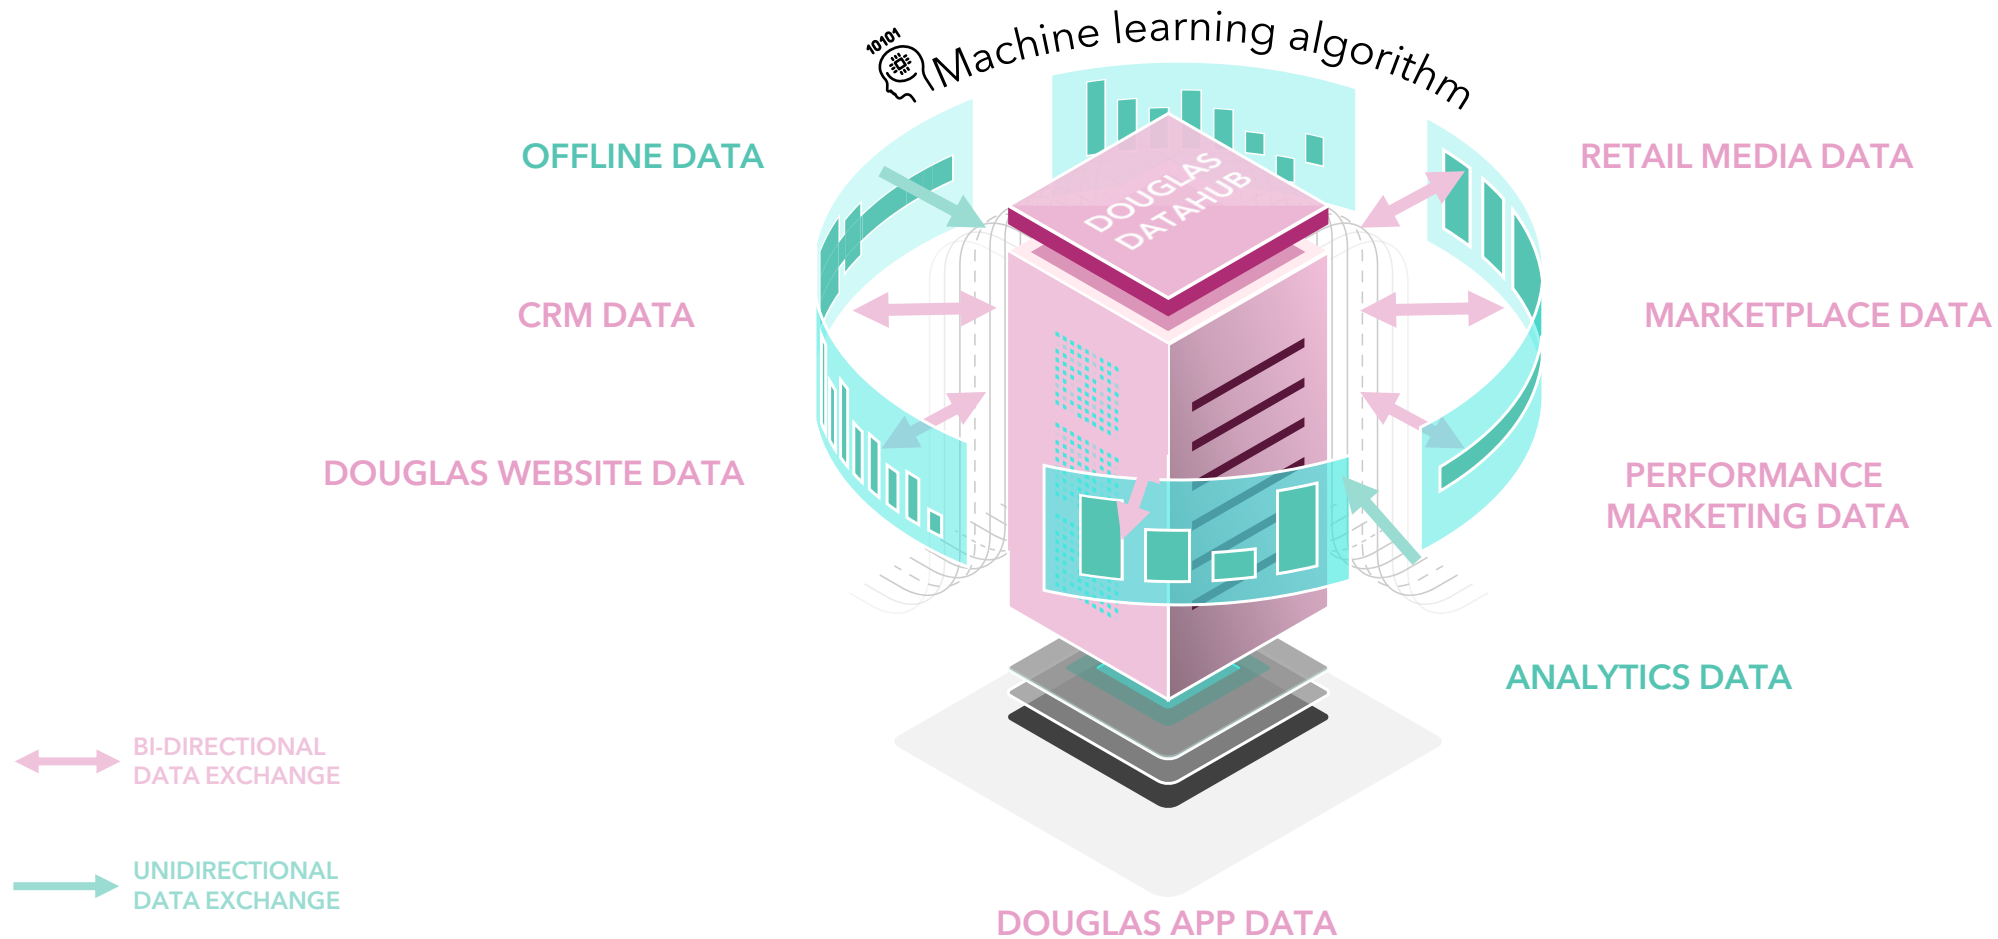 10101
Machine learning algorithm
OFFLINE DATA
RETAIL MEDIA DATA
DOUGLAS
DATAHUB
CRM DATA
MARKETPLACE DATA
DOUGLAS WEBSITE DATA
PERFORMANCE
MARKETING DATA
ANALYTICS DATA
BI-DIRECTIONAL
DATA EXCHANGE
UNIDIRECTIONAL
DATA EXCHANGE
DOUGLAS APP DATA